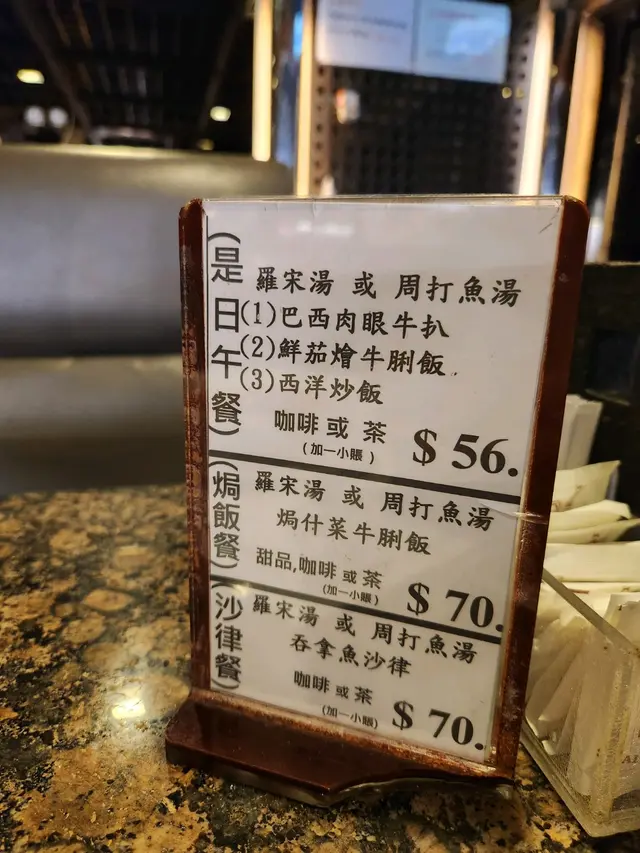 (是日午餐)
羅宋湯 或 周打魚湯
(1)巴西肉眼牛扒
(2)鮮茄燴牛脷飯
(3)西洋炒飯
咖啡或茶
(加一小賬)
$ 56.
(焗飯餐)
羅宋湯 或 周打魚湯
焗什菜牛脷飯
甜品,咖啡或茶
(加一小賬)
$ 70.
(沙律餐)
羅宋湯 或 周打魚湯
吞拿魚沙律
咖啡或茶
(加一小賬)
$ 70.